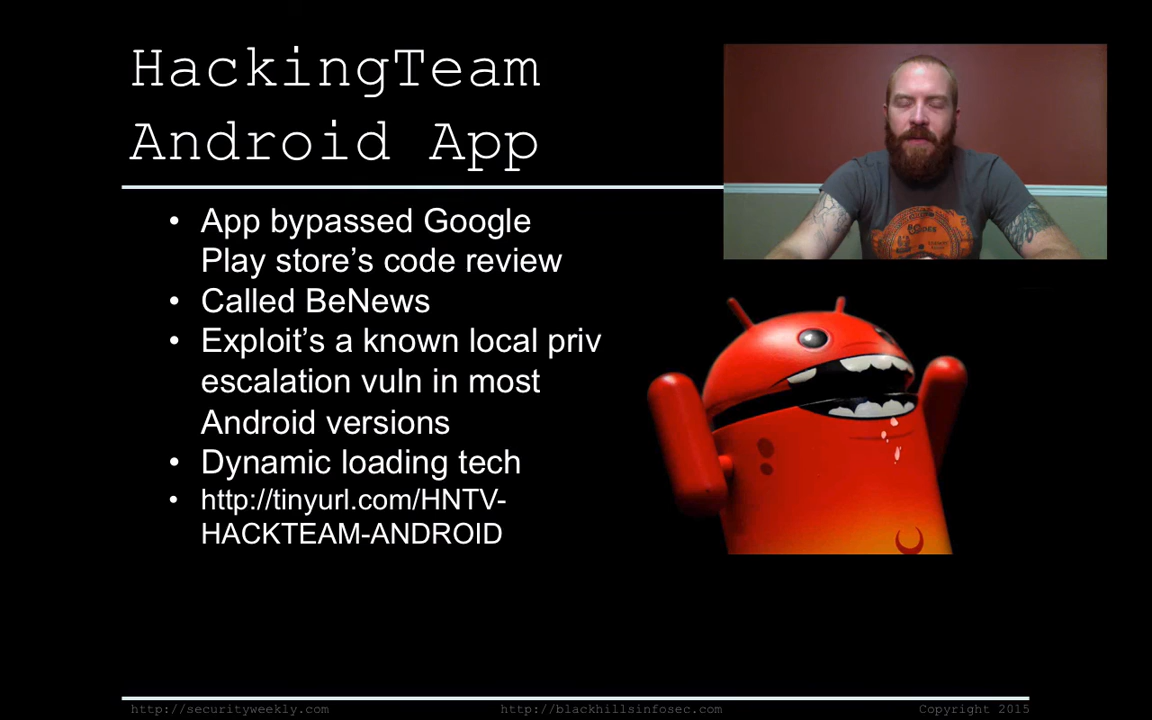 HackingTeam
Android App
• App bypassed Google
Play store's code review
• Called BeNews
• Exploit's a known local priv
escalation vuln in most
Android versions
• Dynamic loading tech
• http://tinyurl.com/HNTV-
HACKTEAM-ANDROID
http://securityweekly.com
http://blackhillsinfosec.com
Copyright 2015